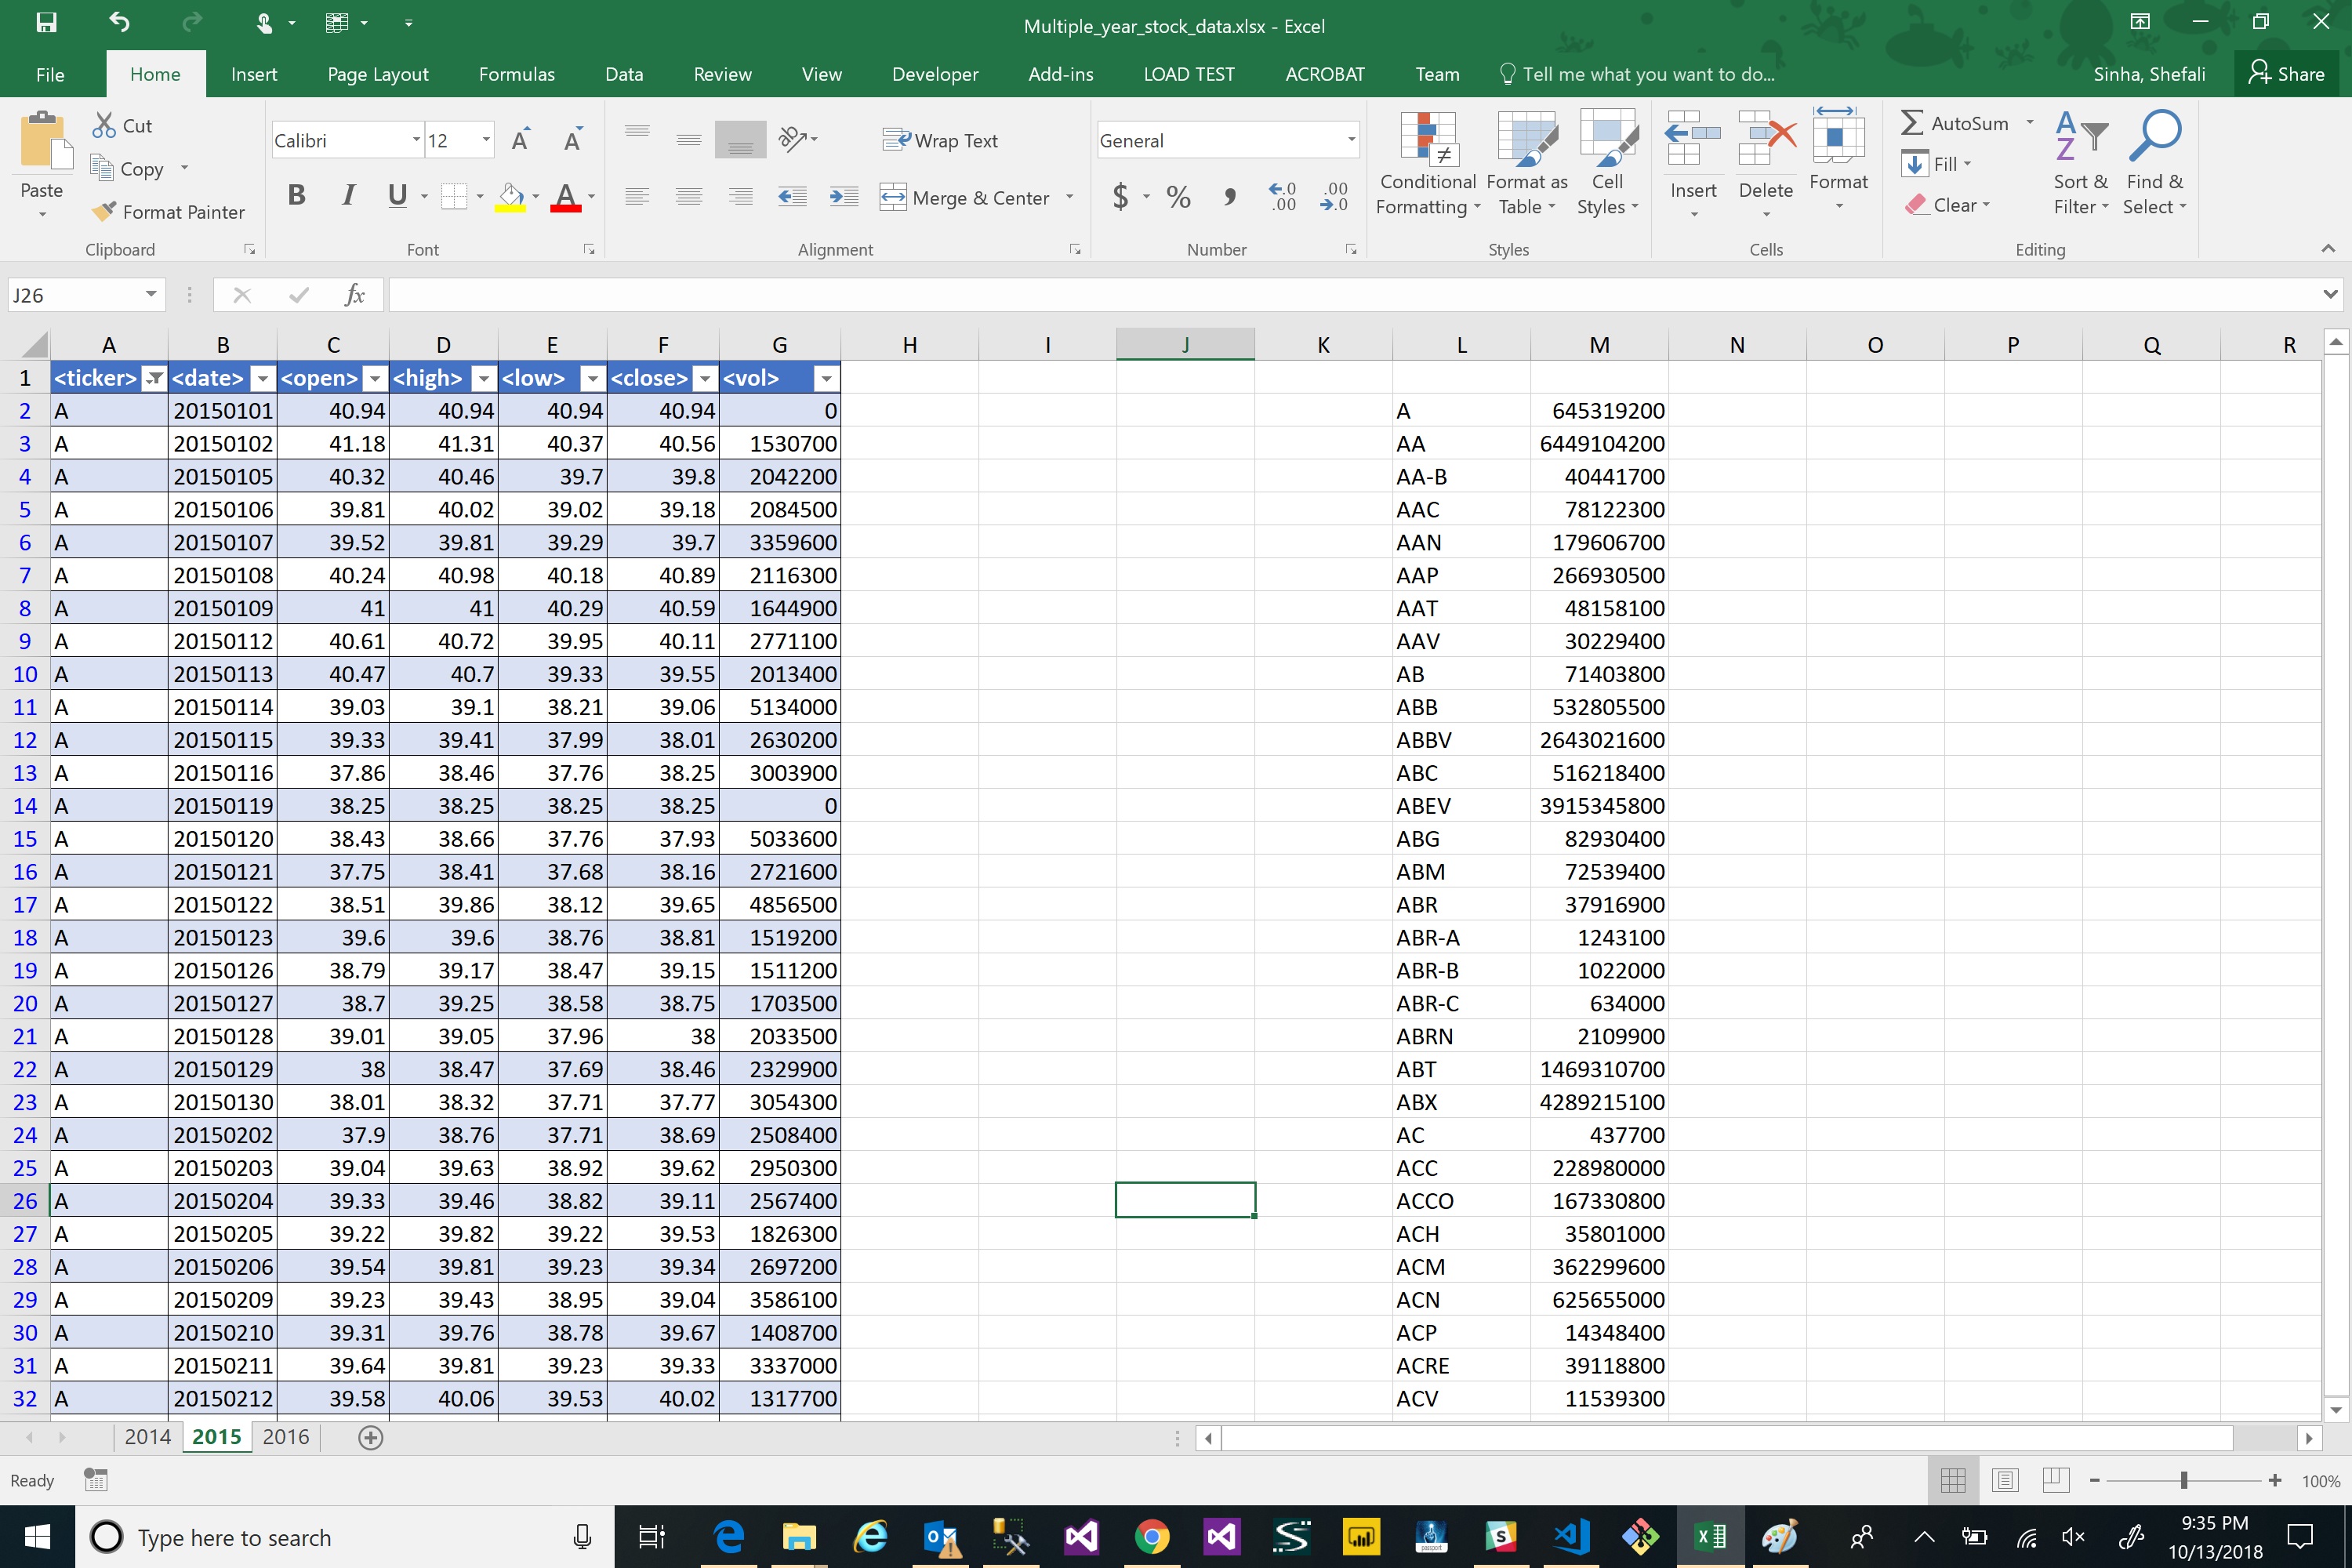 Multiple_year_stock_data.xlsx - Excel
File Home Insert Page Layout Formulas Data Review View Developer Add-ins LOAD TEST ACROBAT Team Tell me what you want to do... Sinha, Shefali Share
Paste
Cut
Copy
Format Painter
Clipboard
Calibri 12
B I U A
Font
Wrap Text
Merge & Center
Alignment
General
$ % , .0 .00 .00 .0
Number
Conditional Formatting
Format as Table
Cell Styles
Styles
Insert Delete Format
Cells
AutoSum
Fill
Clear
Sort & Filter
Find & Select
Editing
J26 fx
A B C D E F G H I J K L M N O P Q R
1 <ticker> <date> <open> <high> <low> <close> <vol>
2 A 20150101 40.94 40.94 40.94 40.94 0 A 645319200
3 A 20150102 41.18 41.31 40.37 40.56 1530700 AA 6449104200
4 A 20150105 40.32 40.46 39.7 39.8 2042200 AA-B 40441700
5 A 20150106 39.81 40.02 39.02 39.18 2084500 AAC 78122300
6 A 20150107 39.52 39.81 39.29 39.7 3359600 AAN 179606700
7 A 20150108 40.24 40.98 40.18 40.89 2116300 AAP 266930500
8 A 20150109 41 41 40.29 40.59 1644900 AAT 48158100
9 A 20150112 40.61 40.72 39.95 40.11 2771100 AAV 30229400
10 A 20150113 40.47 40.7 39.33 39.55 2013400 AB 71403800
11 A 20150114 39.03 39.1 38.21 39.06 5134000 ABB 532805500
12 A 20150115 39.33 39.41 37.99 38.01 2630200 ABBV 2643021600
13 A 20150116 37.86 38.46 37.76 38.25 3003900 ABC 516218400
14 A 20150119 38.25 38.25 38.25 38.25 0 ABEV 3915345800
15 A 20150120 38.43 38.66 37.76 37.93 5033600 ABG 82930400
16 A 20150121 37.75 38.41 37.68 38.16 2721600 ABM 72539400
17 A 20150122 38.51 39.86 38.12 39.65 4856500 ABR 37916900
18 A 20150123 39.6 39.6 38.76 38.81 1519200 ABR-A 1243100
19 A 20150126 38.79 39.17 38.47 39.15 1511200 ABR-B 1022000
20 A 20150127 38.7 39.25 38.58 38.75 1703500 ABR-C 634000
21 A 20150128 39.01 39.05 37.96 38 2033500 ABRN 2109900
22 A 20150129 38 38.47 37.69 38.46 2329900 ABT 1469310700
23 A 20150130 38.01 38.32 37.71 37.77 3054300 ABX 4289215100
24 A 20150202 37.9 38.76 37.71 38.69 2508400 AC 437700
25 A 20150203 39.04 39.63 38.92 39.62 2950300 ACC 228980000
26 A 20150204 39.33 39.46 38.82 39.11 2567400 ACCO 167330800
27 A 20150205 39.22 39.82 39.22 39.53 1826300 ACH 35801000
28 A 20150206 39.54 39.81 39.23 39.34 2697200 ACM 362299600
29 A 20150209 39.23 39.43 38.95 39.04 3586100 ACN 625655000
30 A 20150210 39.31 39.76 38.78 39.67 1408700 ACP 14348400
31 A 20150211 39.64 39.81 39.23 39.33 3337000 ACRE 39118800
32 A 20150212 39.58 40.06 39.53 40.02 1317700 ACV 11539300
2014 2015 2016
Ready 100%
Type here to search
passport
9:35 PM
10/13/2018